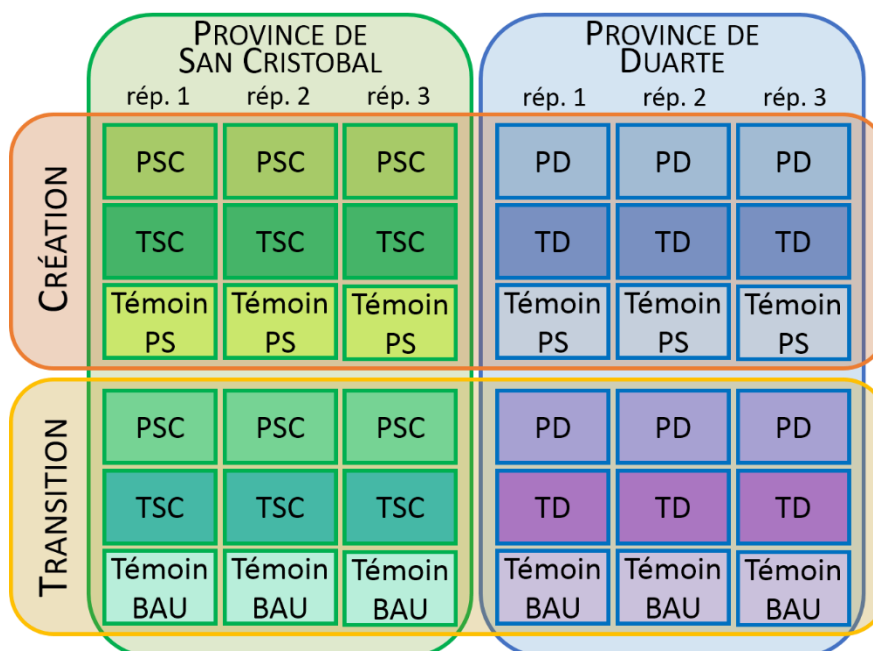 PROVINCE DE
SAN CRISTOBAL
PROVINCE DE
DUARTE
rép. 1 rép. 2 rép. 3 rép. 1 rép. 2 rép. 3
CRÉATION
PSC PSC PSC PD PD PD
TSC TSC TSC TD TD TD
Témoin Témoin Témoin Témoin Témoin Témoin
PS PS PS PS PS PS
TRANSITION
PSC PSC PSC PD PD PD
TSC TSC TSC TD TD TD
Témoin Témoin Témoin Témoin Témoin Témoin
BAU BAU BAU BAU BAU BAU